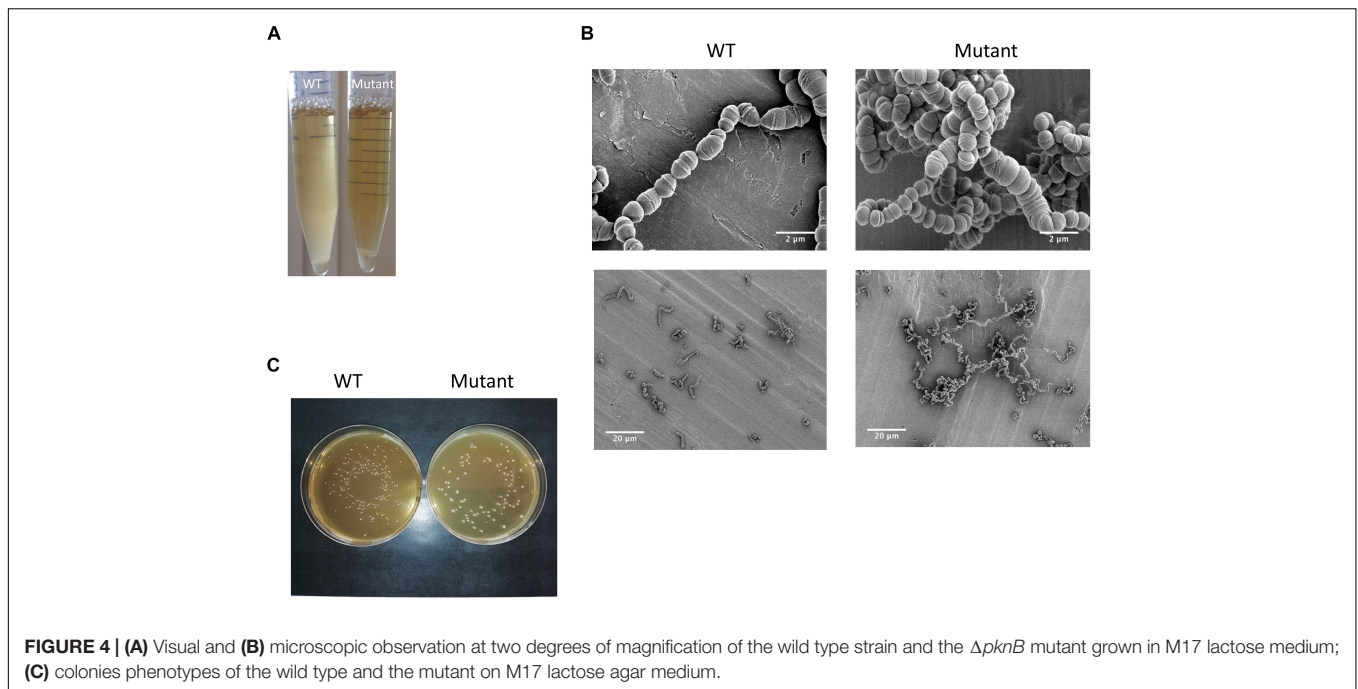 A
WT
Mutant
B
WT
Mutant
2 µm
2 µm
20 µm
20 µm
C
WT
Mutant
FIGURE 4 | (A) Visual and (B) microscopic observation at two degrees of magnification of the wild type strain and the ΔpknB mutant grown in M17 lactose medium;
(C) colonies phenotypes of the wild type and the mutant on M17 lactose agar medium.